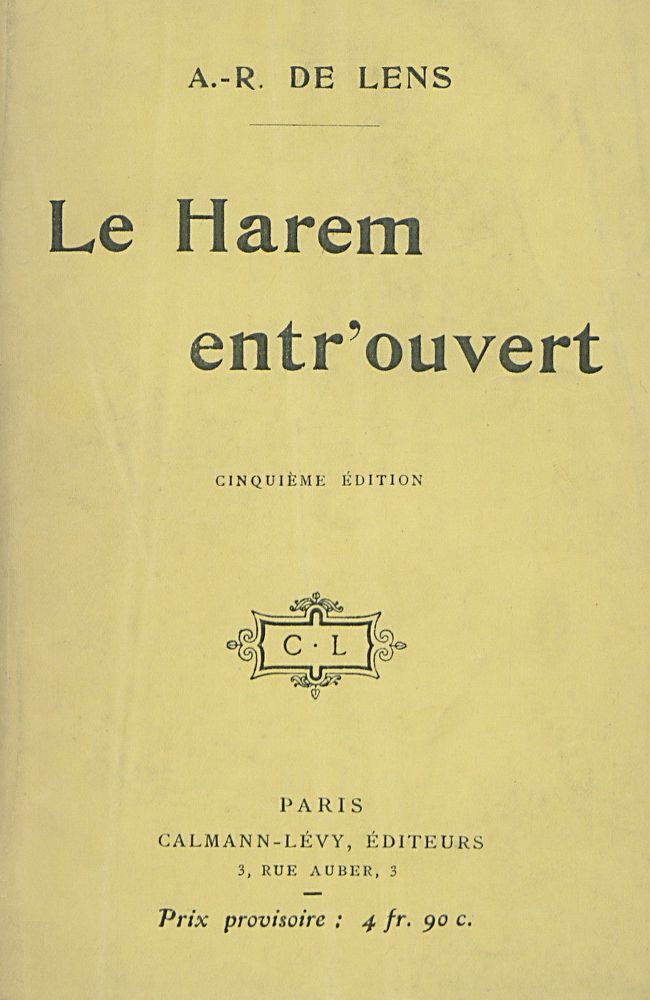 A.-R. DE LENS
Le Harem
entr'ouvert
CINQUIÈME ÉDITION
C · L
PARIS
CALMANN-LÉVY, ÉDITEURS
3, RUE AUBER, 3
Prix provisoire : 4 fr. 90 c.